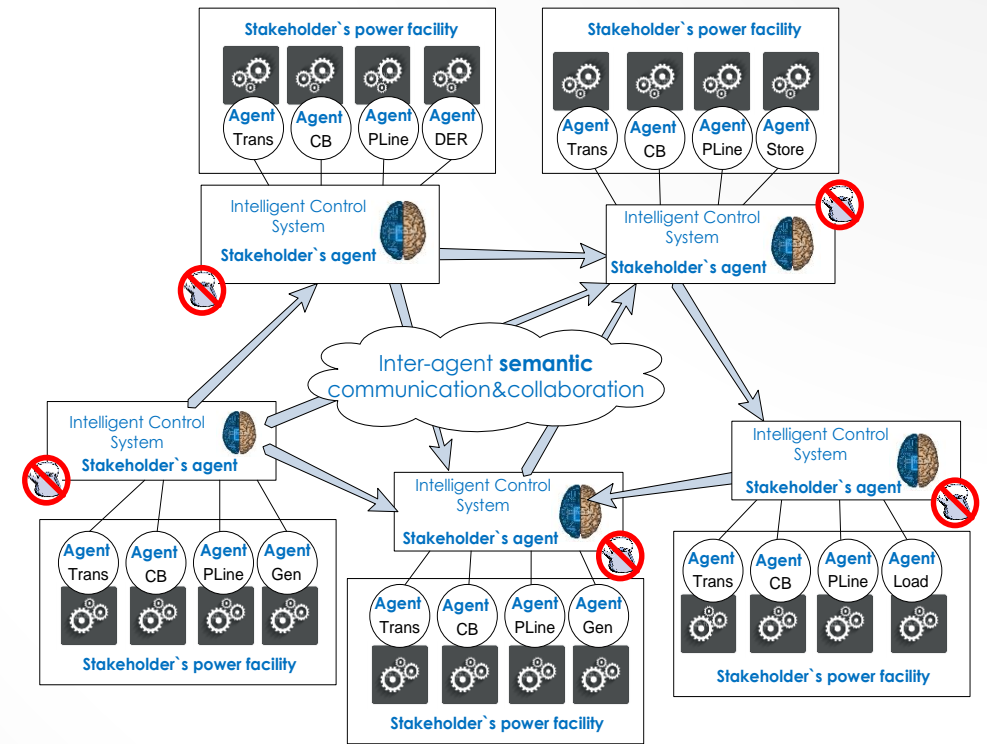 Stakeholder`s power facility
Agent
Trans
Agent
CB
Agent
PLine
Agent
DER
Intelligent Control
System
Stakeholder`s agent
Stakeholder`s power facility
Agent
Trans
Agent
CB
Agent
PLine
Agent
Store
Intelligent Control
System
Stakeholder`s agent
Inter-agent semantic
communication&collaboration
Intelligent Control
System
Stakeholder`s agent
Agent
Trans
Agent
CB
Agent
PLine
Agent
Gen
Stakeholder`s power facility
Intelligent Control
System
Stakeholder`s agent
Agent
Trans
Agent
CB
Agent
PLine
Agent
Gen
Stakeholder`s power facility
Intelligent Control
System
Stakeholder`s agent
Agent
Trans
Agent
CB
Agent
PLine
Agent
Load
Stakeholder`s power facility